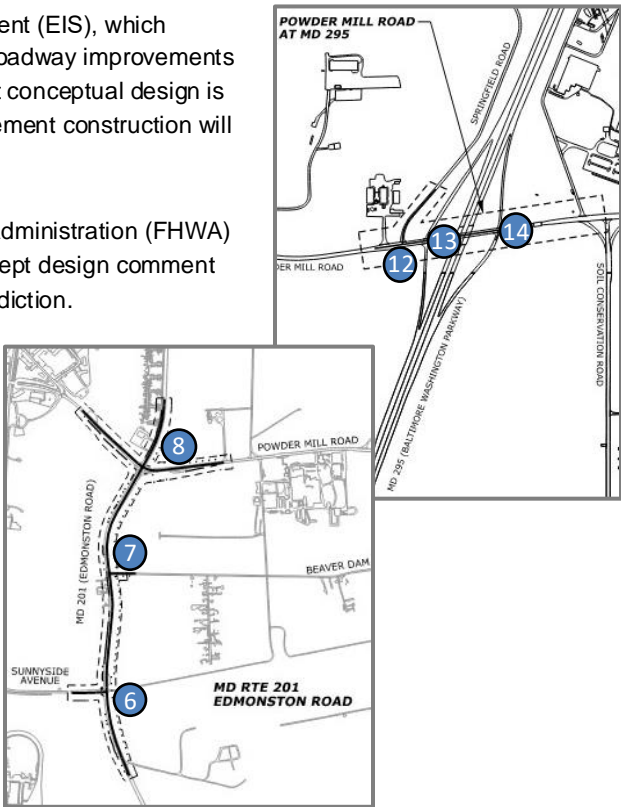 ent (EIS), which
oadway improvements
t conceptual design is
ement construction will
dministration (FHWA)
cept design comment
diction.
POWDER MILL ROAD
AT MD 295
SPRINGFIELD ROAD
12
13
14
DER MILL ROAD
SOIL CONSERVATION ROAD
MD 295 (BALTIMORE WASHINGTON PARKWAY)
8
POWDER MILL ROAD
MD 201 (EDMONSTON ROAD)
7
BEAVER DAM
SUNNYSIDE
AVENUE
6
MD RTE 201
EDMONSTON ROAD